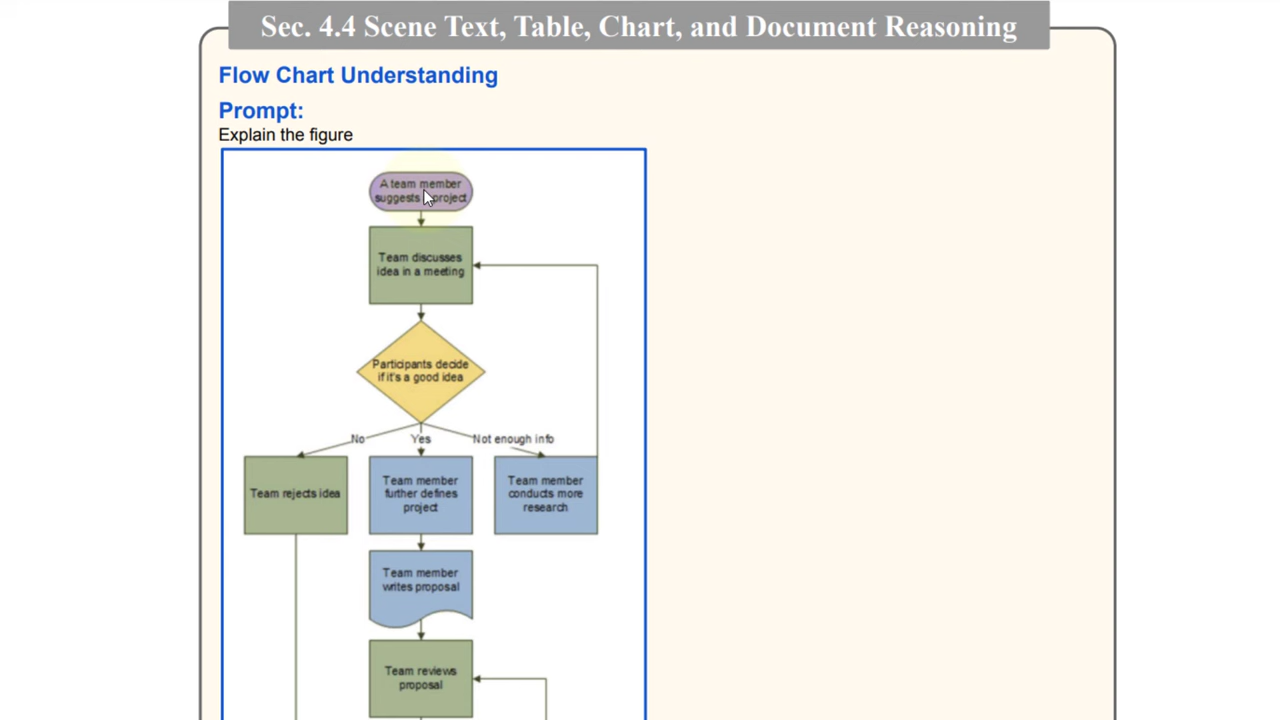 Sec. 4.4 Scene Text, Table, Chart, and Document Reasoning
Flow Chart Understanding
Prompt:
Explain the figure
A team member
suggests project
Team discusses
idea in a meeting
Participants decide
if it's a good idea
No
Yes
Not enough info
Team rejects idea
Team member
further defines
project
Team member
conducts more
research
Team member
writes proposal
Team reviews
proposal